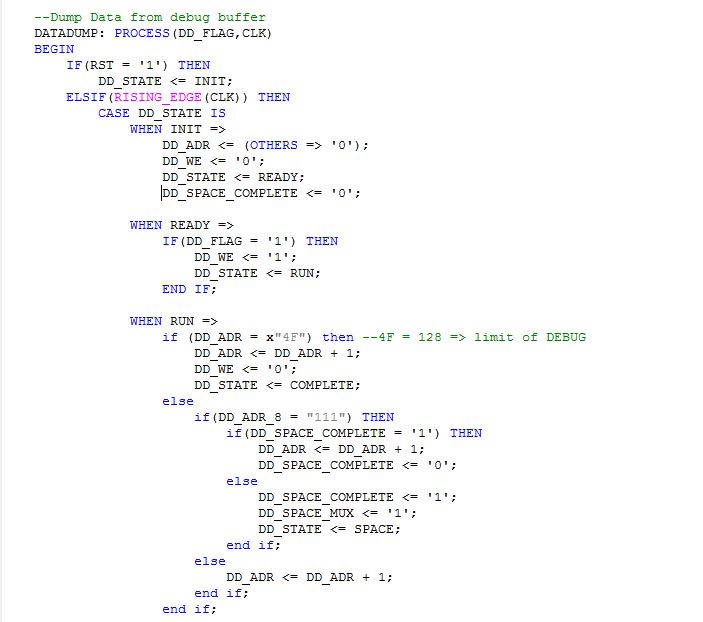 --Dump Data from debug buffer
DATADUMP: PROCESS(DD_FLAG,CLK)
BEGIN
    IF(RST = '1') THEN
        DD_STATE <= INIT;
    ELSIF(RISING_EDGE(CLK)) THEN
        CASE DD_STATE IS
            WHEN INIT =>
                DD_ADR <= (OTHERS => '0');
                DD_WE <= '0';
                DD_STATE <= READY;
                DD_SPACE_COMPLETE <= '0';

            WHEN READY =>
                IF(DD_FLAG = '1') THEN
                    DD_WE <= '1';
                    DD_STATE <= RUN;
                END IF;

            WHEN RUN =>
                if (DD_ADR = x"4F") then --4F = 128 => limit of DEBUG
                    DD_ADR <= DD_ADR + 1;
                    DD_WE <= '0';
                    DD_STATE <= COMPLETE;
                else
                    if(DD_ADR_8 = "111") THEN
                        if(DD_SPACE_COMPLETE = '1') THEN
                            DD_ADR <= DD_ADR + 1;
                            DD_SPACE_COMPLETE <= '0';
                        else
                            DD_SPACE_COMPLETE <= '1';
                            DD_SPACE_MUX <= '1';
                            DD_STATE <= SPACE;
                        end if;
                    else
                        DD_ADR <= DD_ADR + 1;
                    end if;
                end if;